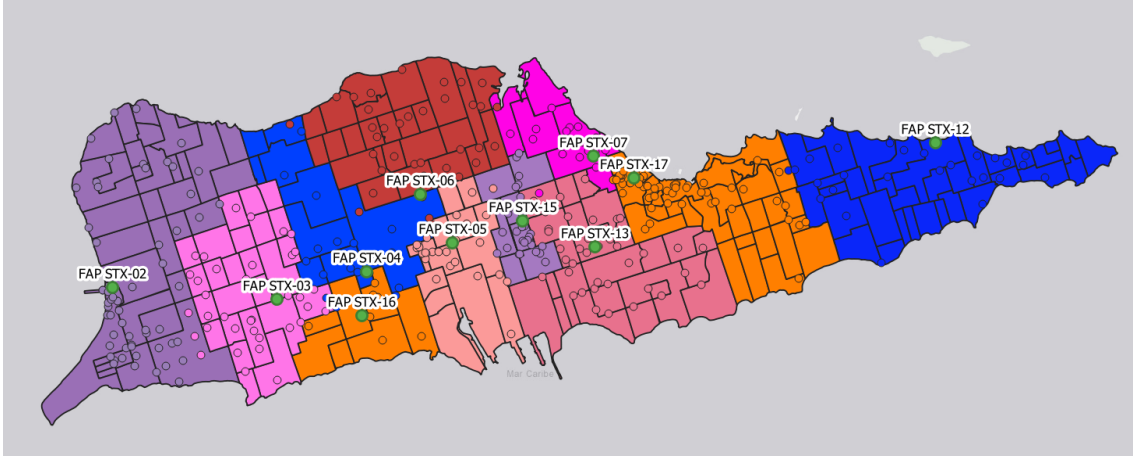 FAP STX-12
FAP STX-07
FAP STX-17
FAP STX-06
FAP STX-15
FAP STX-05
FAP STX-13
FAP STX-04
FAP STX-02
FAP STX-03
FAP STX-16
Mar Caribe